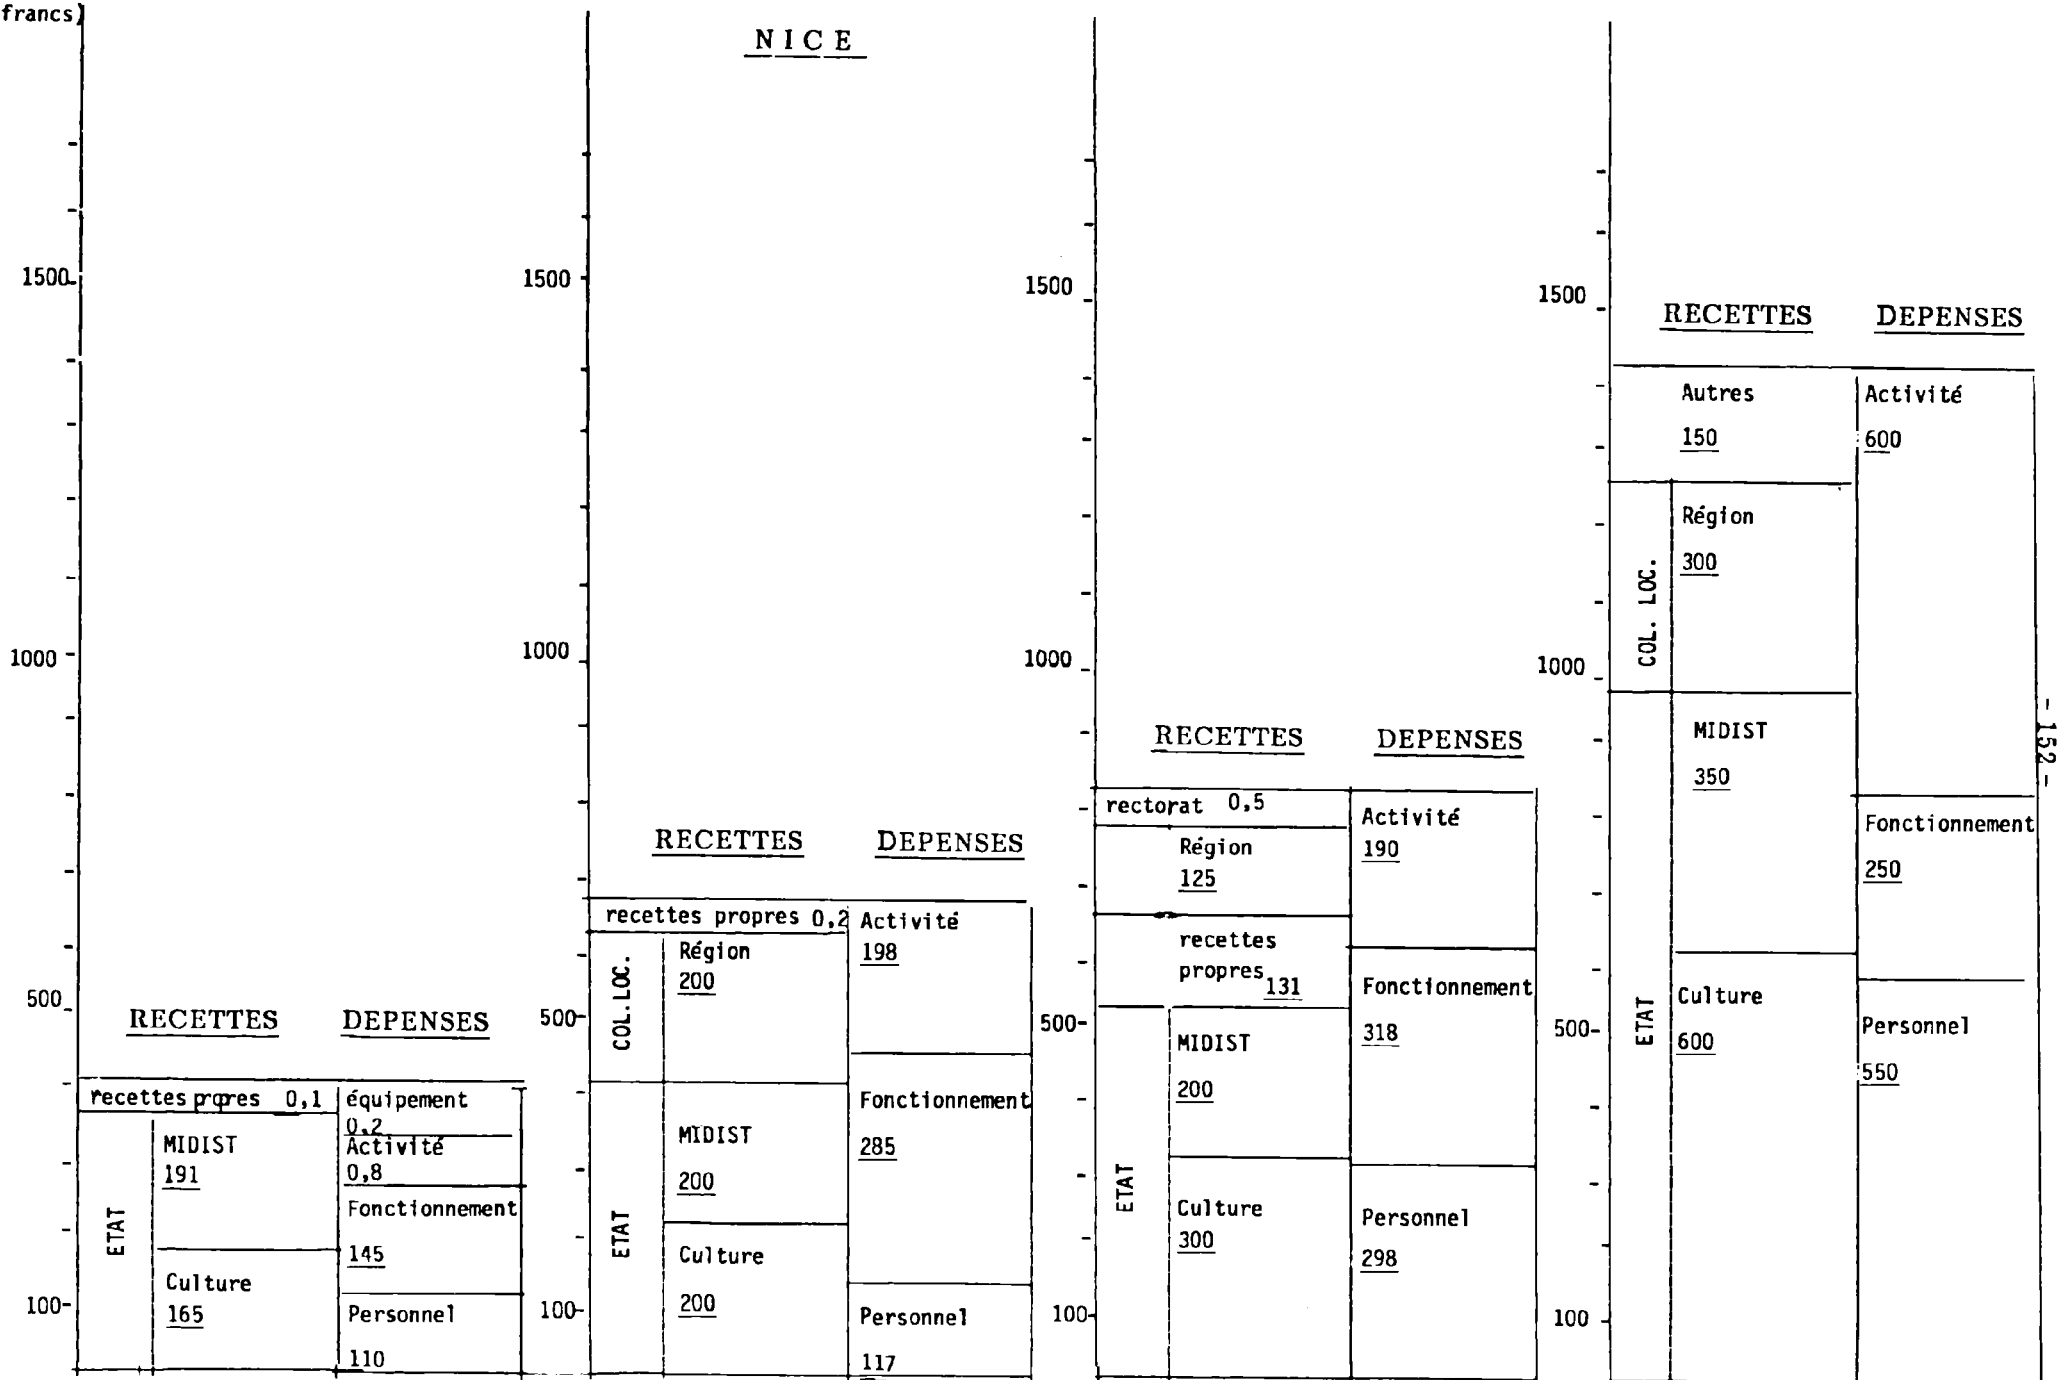 francs)
NICE
1500
1000
500
100
RECETTES DEPENSES
recettes propres 0,1
MIDIST
191
ETAT
Culture
165
équipement
0,2
Activité
0,8
Fonctionnement
145
Personnel
110
1500
1000
500
100
RECETTES DEPENSES
recettes propres 0,2
COL.LOC.
Région
200
ETAT
MIDIST
200
Culture
200
Activité
198
Fonctionnement
285
Personnel
117
1500
1000
500
100
RECETTES DEPENSES
rectorat 0,5
Région
125
recettes
propres 131
ETAT
MIDIST
200
Culture
300
Activité
190
Fonctionnement
318
Personnel
298
1500
1000
500
100
RECETTES DEPENSES
Autres
150
COL. LOC.
Région
300
ETAT
MIDIST
350
Culture
600
Activité
600
Fonctionnement
250
Personnel
550
- 152 -